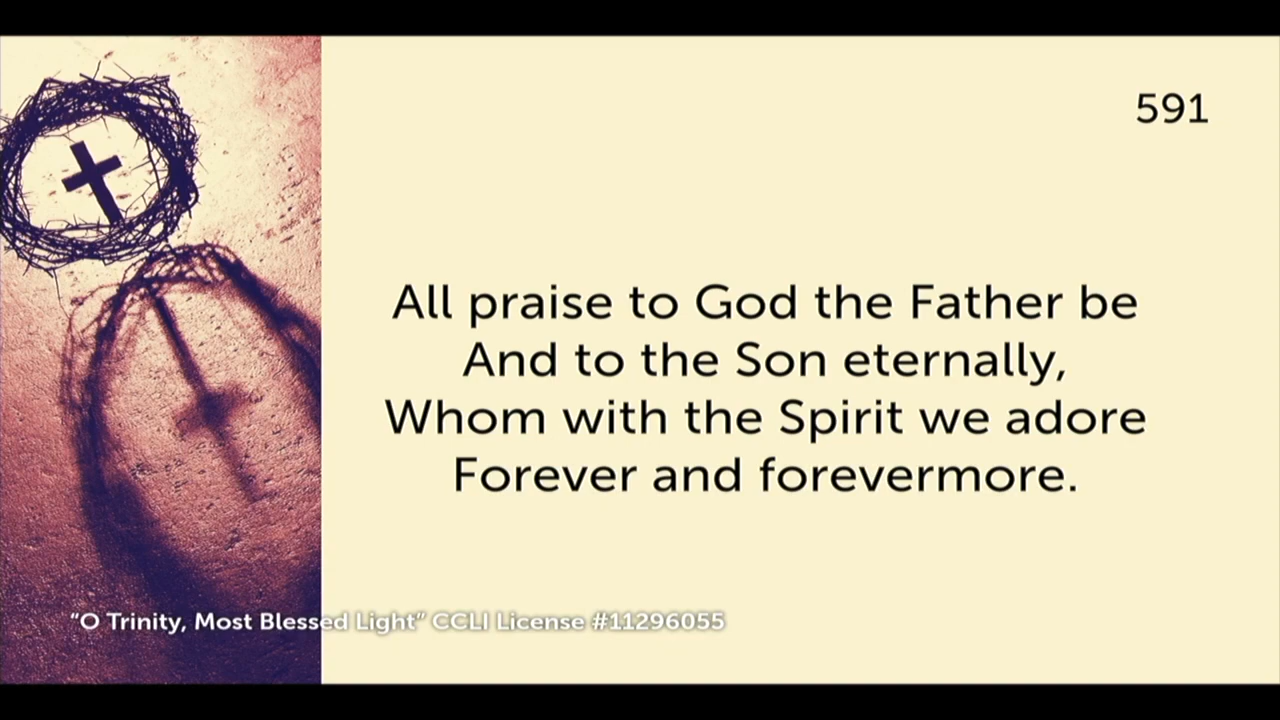 591
All praise to God the Father be
And to the Son eternally,
Whom with the Spirit we adore
Forever and forevermore.
“O Trinity, Most Blessed Light” CCLI License #11296055